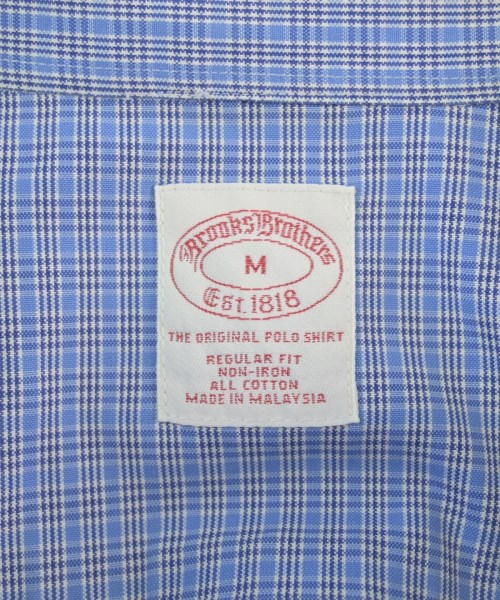 Brooks Brothers
M
Est. 1818
THE ORIGINAL POLO SHIRT
REGULAR FIT
NON-IRON
ALL COTTON
MADE IN MALAYSIA